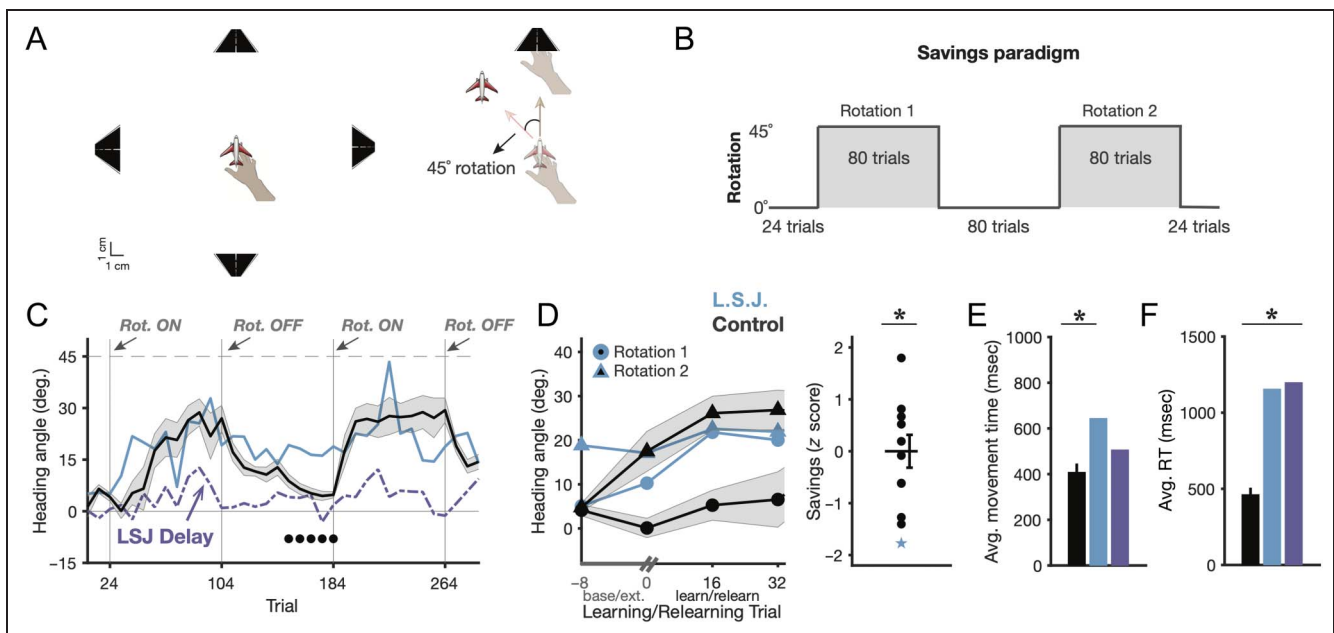 A
45° rotation
1 cm
1 cm
B
Savings paradigm
Rotation 1
Rotation 2
45°
80 trials
80 trials
Rotation
0°
24 trials
80 trials
24 trials
C
Rot. ON
Rot. OFF
Rot. ON
Rot. OFF
Heading angle (deg.)
45
30
15
0
−15
LSJ Delay
24
104
184
264
Trial
D
L.S.J.
Control
Rotation 1
Rotation 2
Heading angle (deg.)
40
30
20
10
0
−8
0
16
32
base/ext.
learn/relearn
Learning/Relearning Trial
*
Savings (z score)
2
1
0
−1
−2
E
*
Avg. movement time (msec)
1000
800
600
400
200
0
F
*
Avg. RT (msec)
1500
1000
500
0